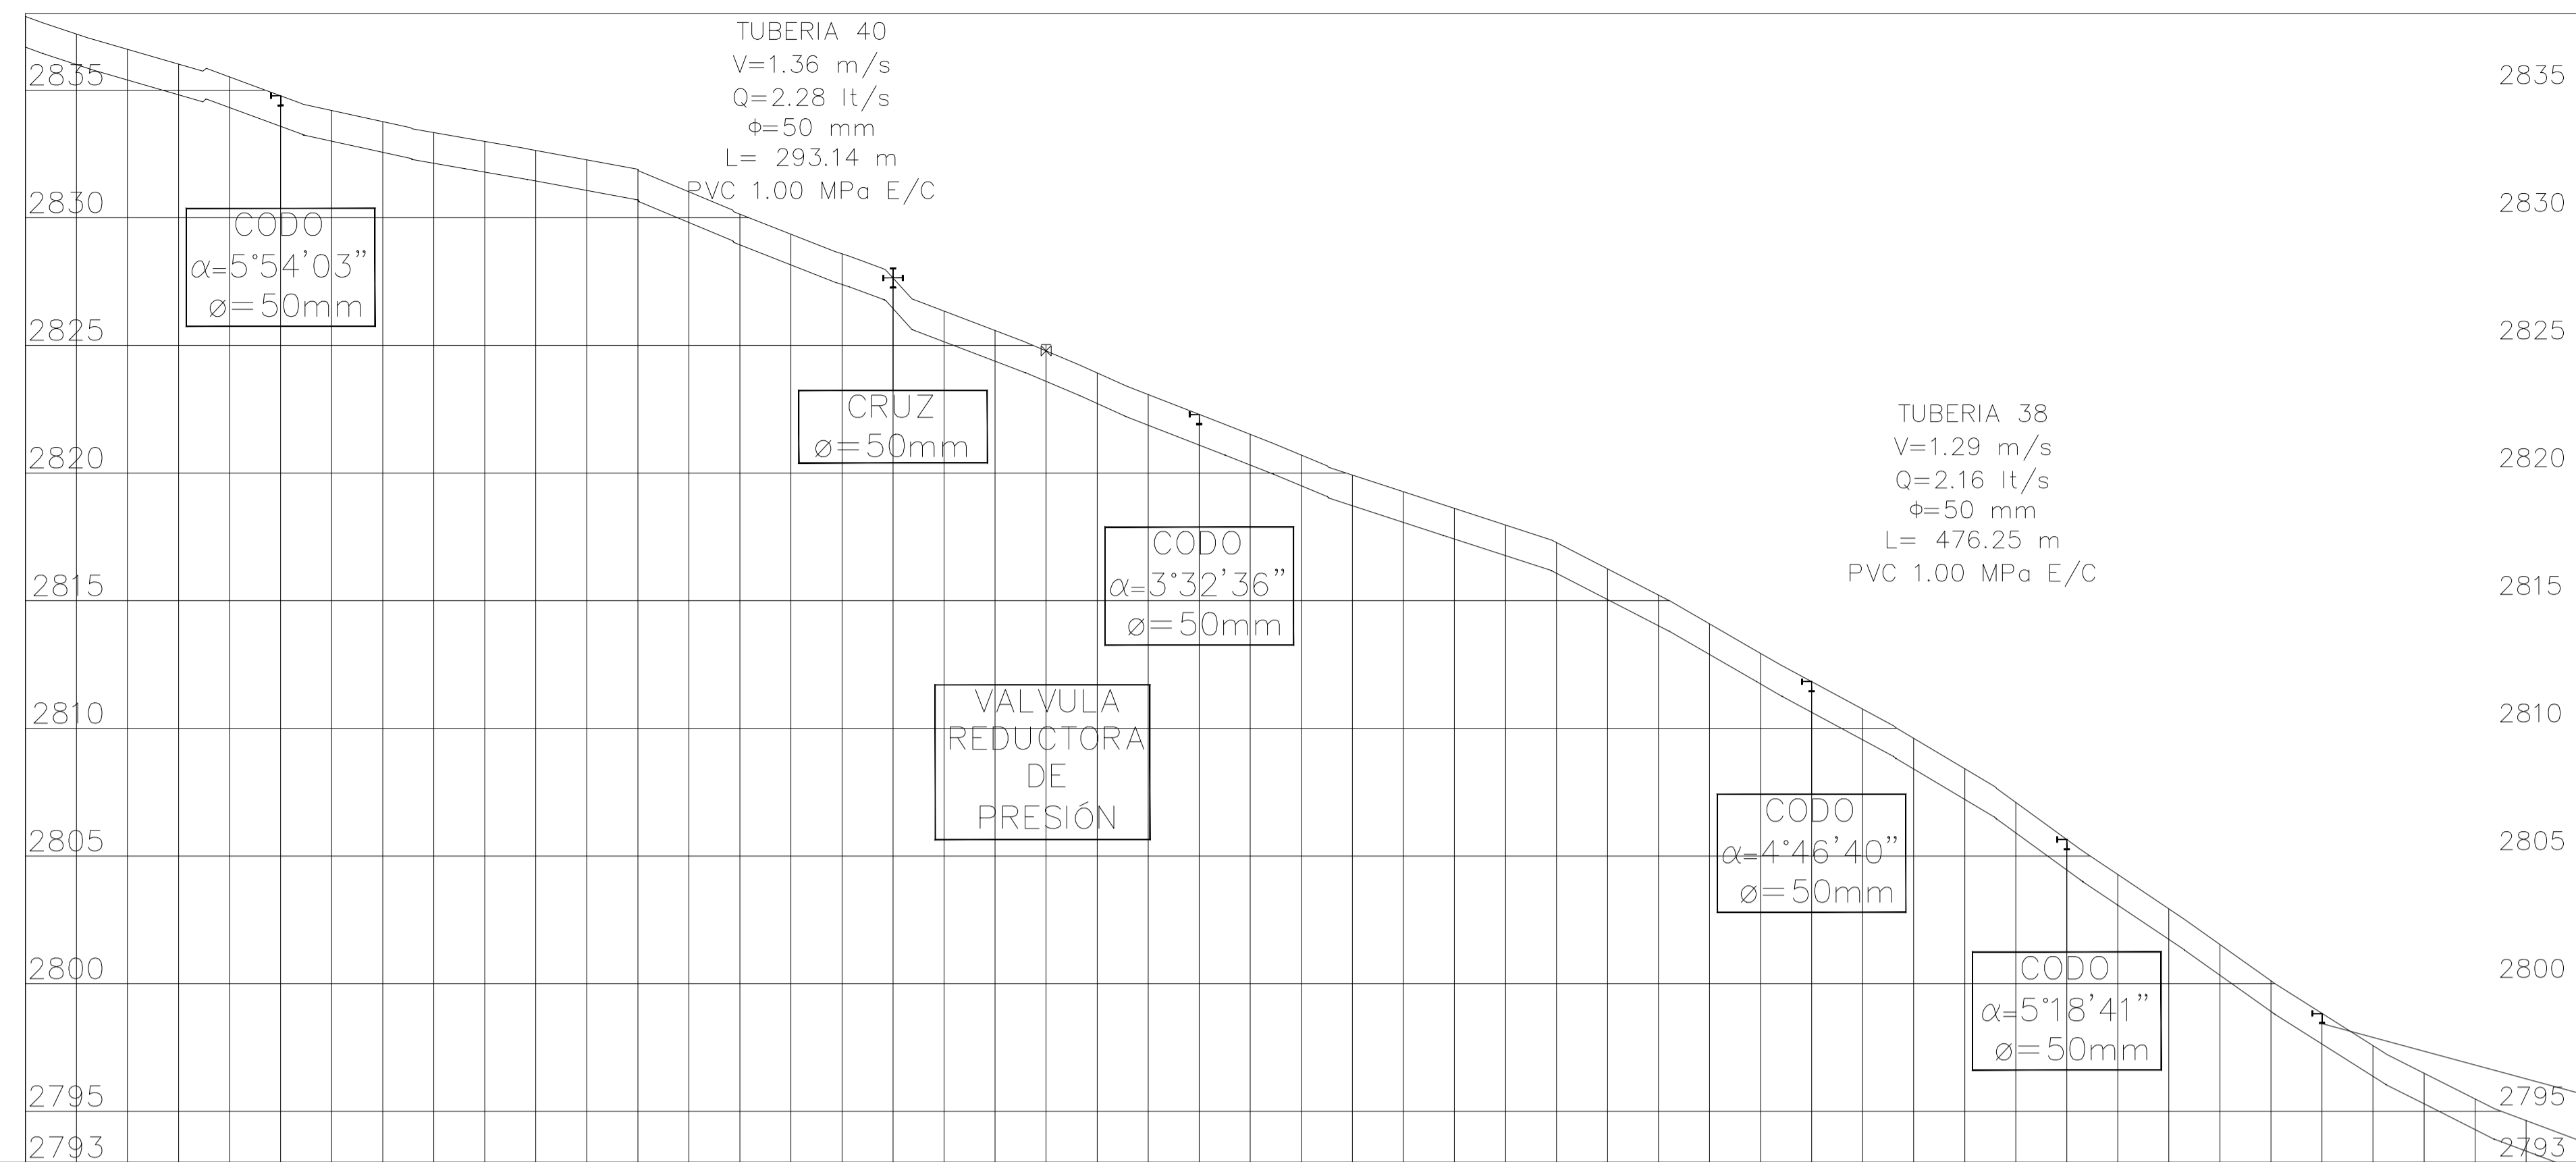 TUBERIA 40
V=1.36 m/s
Q=2.28 lt/s
Φ=50 mm
L= 293.14 m
PVC 1.00 MPa E/C
2835
2835
2830
2830
CODO
α=5°54'03"
ø=50mm
2825
2825
CRUZ
ø=50mm
TUBERIA 38
V=1.29 m/s
Q=2.16 lt/s
Φ=50 mm
L= 476.25 m
PVC 1.00 MPa E/C
2820
2820
CODO
α=3°32'36"
ø=50mm
2815
2815
VALVULA
REDUCTORA
DE
PRESIÓN
2810
2810
CODO
α=4°46'40"
ø=50mm
2805
2805
CODO
α=5°18'41"
ø=50mm
2800
2800
2795
2795
2793
2793